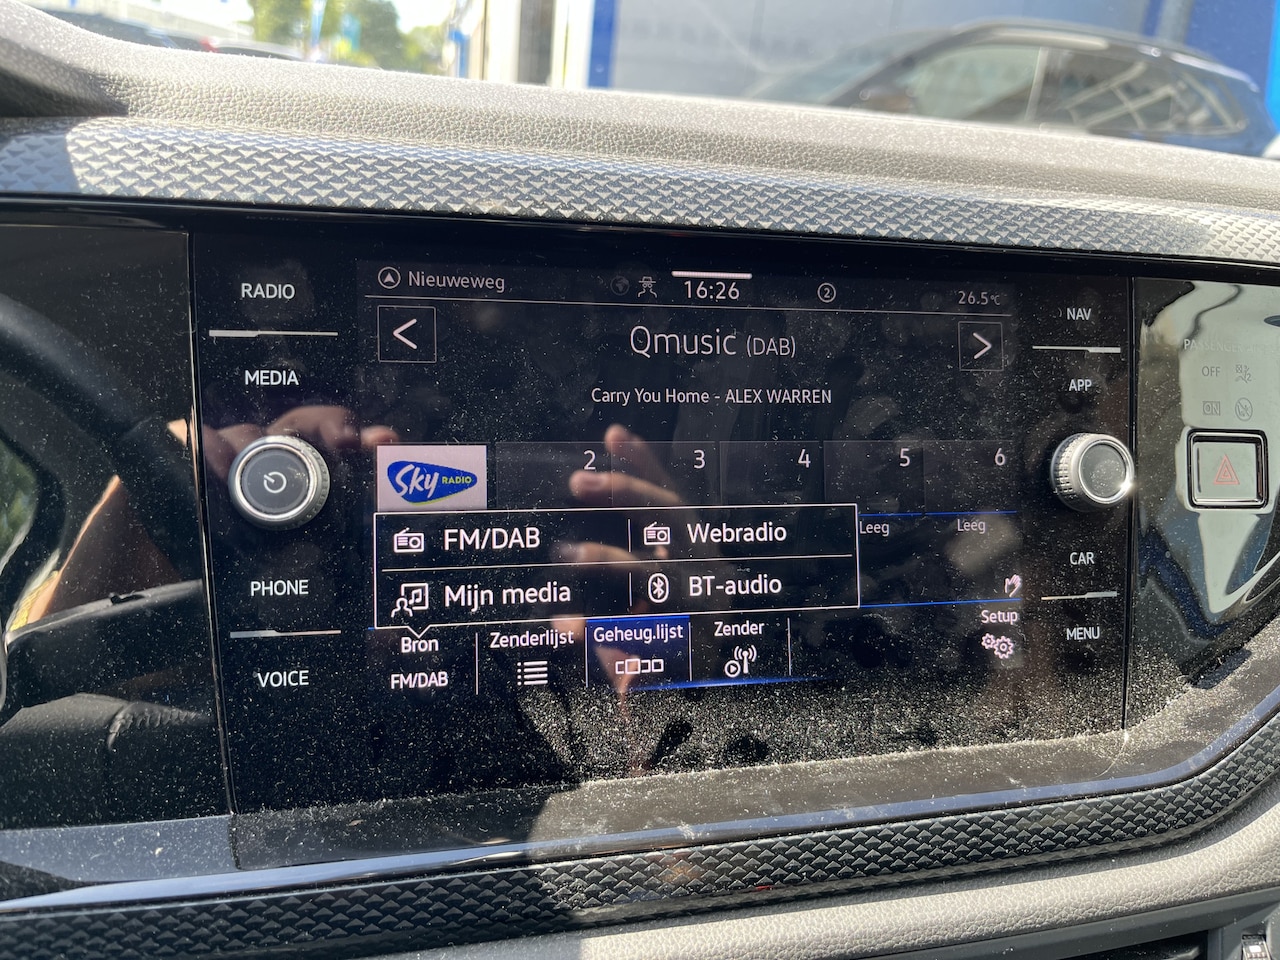 RADIO
MEDIA
PHONE
VOICE
Nieuweweg
16:26
2
26.5°C
Qmusic (DAB)
Carry You Home - ALEX WARREN
Sky RADIO
2 3 4 5 6
Leeg Leeg
FM/DAB
Webradio
Mijn media
BT-audio
Bron
FM/DAB
Zenderlijst
Geheug.lijst
Zender
Setup
NAV
APP
CAR
MENU
OFF
ON